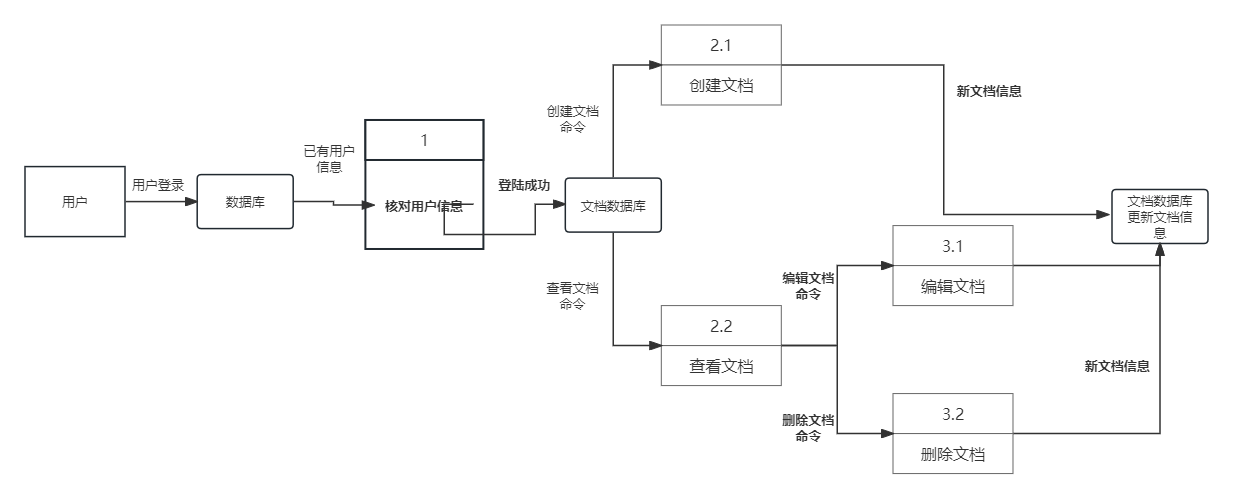 用户
用户登录
数据库
已有用户
信息
1
核对用户信息
登陆成功
文档数据库
创建文档
命令
2.1
创建文档
新文档信息
文档数据库
更新文档信
息
查看文档
命令
2.2
查看文档
编辑文档
命令
3.1
编辑文档
删除文档
命令
3.2
删除文档
新文档信息